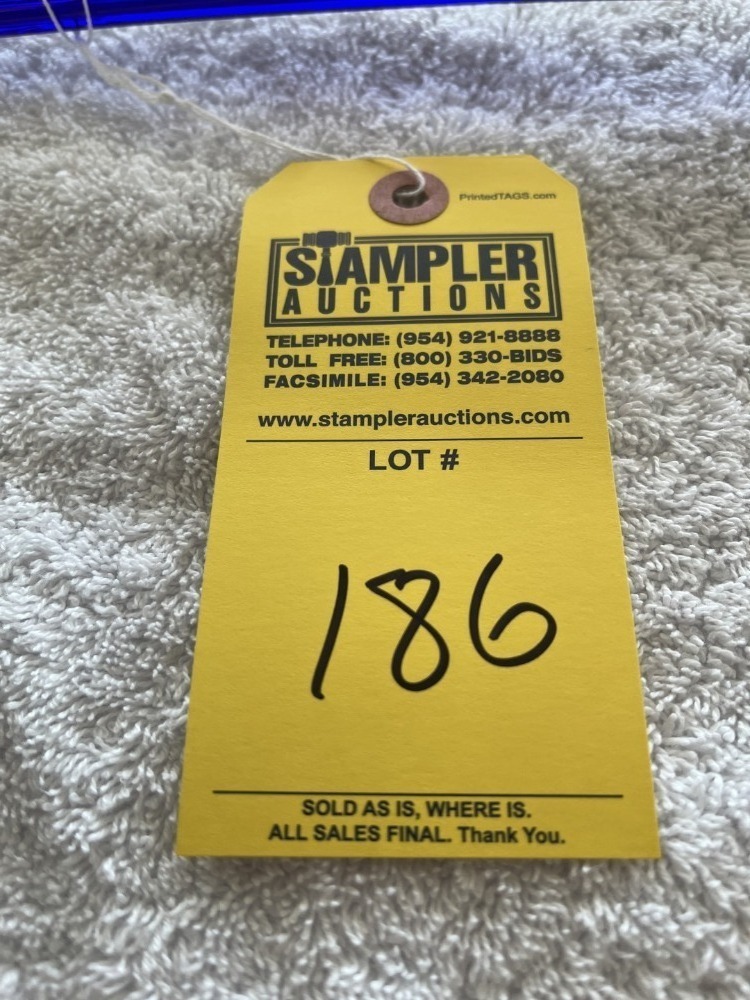 PrintedTAGS.com
STAMPLER
AUCTIONS
TELEPHONE: (954) 921-8888
TOLL FREE: (800) 330-BIDS
FACSIMILE: (954) 342-2080
www.stamplerauctions.com
LOT #
186
SOLD AS IS, WHERE IS.
ALL SALES FINAL. Thank You.